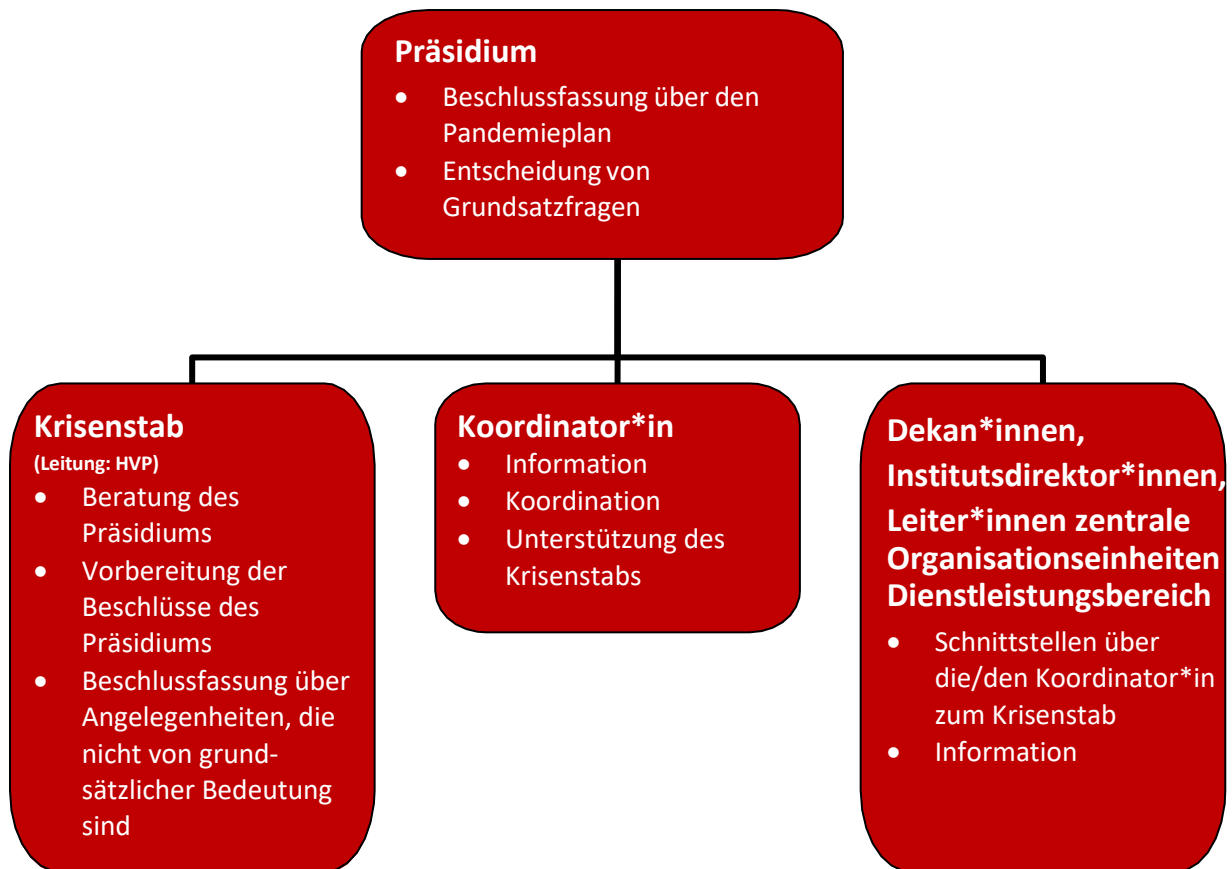 Präsidium
• Beschlussfassung über den
Pandemieplan
• Entscheidung von
Grundsatzfragen
Krisenstab
(Leitung: HVP)
• Beratung des
Präsidiums
• Vorbereitung der
Beschlüsse des
Präsidiums
• Beschlussfassung über
Angelegenheiten, die
nicht von grund-
sätzlicher Bedeutung
sind
Koordinator*in
• Information
• Koordination
• Unterstützung des
Krisenstabs
Dekan*innen,
Institutsdirektor*innen,
Leiter*innen zentrale
Organisationseinheiten
Dienstleistungsbereich
• Schnittstellen über
die/den Koordinator*in
zum Krisenstab
• Information